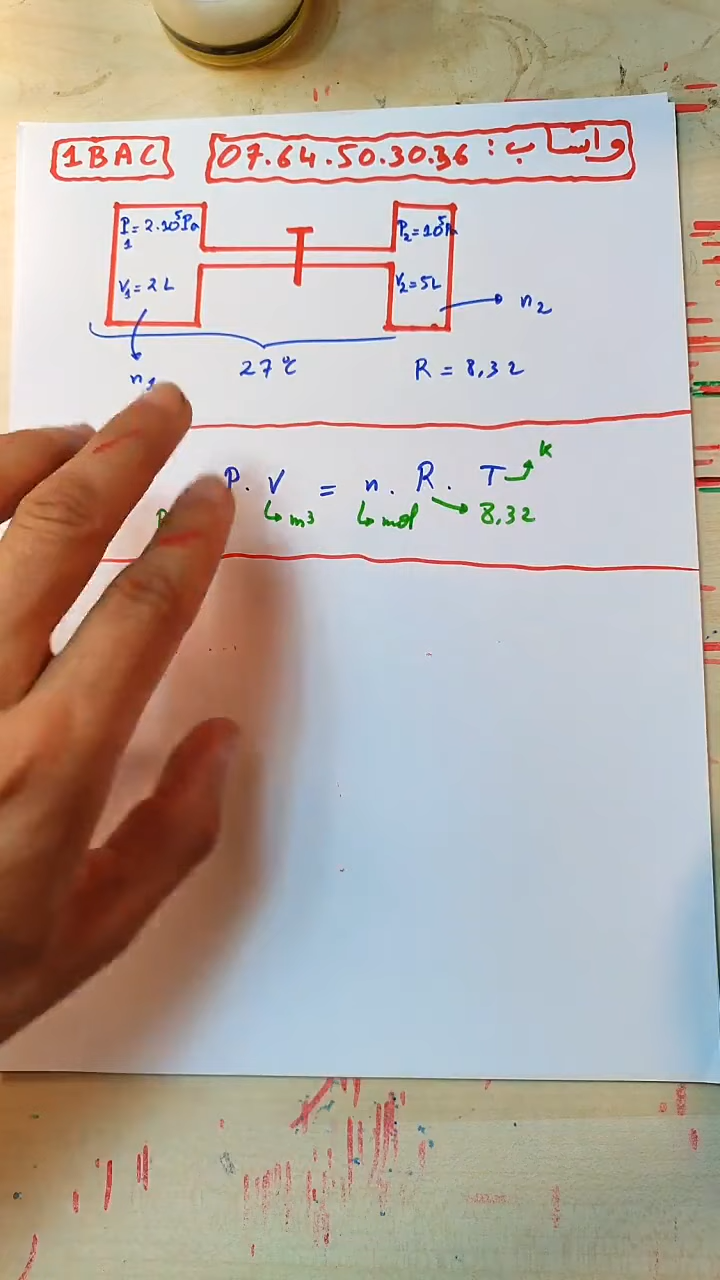 1BAC
07.64.50.30.36 : واتساب
P1 = 2.10⁵Pa
P2 = 10⁵Pa
V1 = 2L
V2 = 5L
n2
n1
27°C
R = 8,32
P. V = n. R. T → K
↳ m3 ↳ mol → 8,32